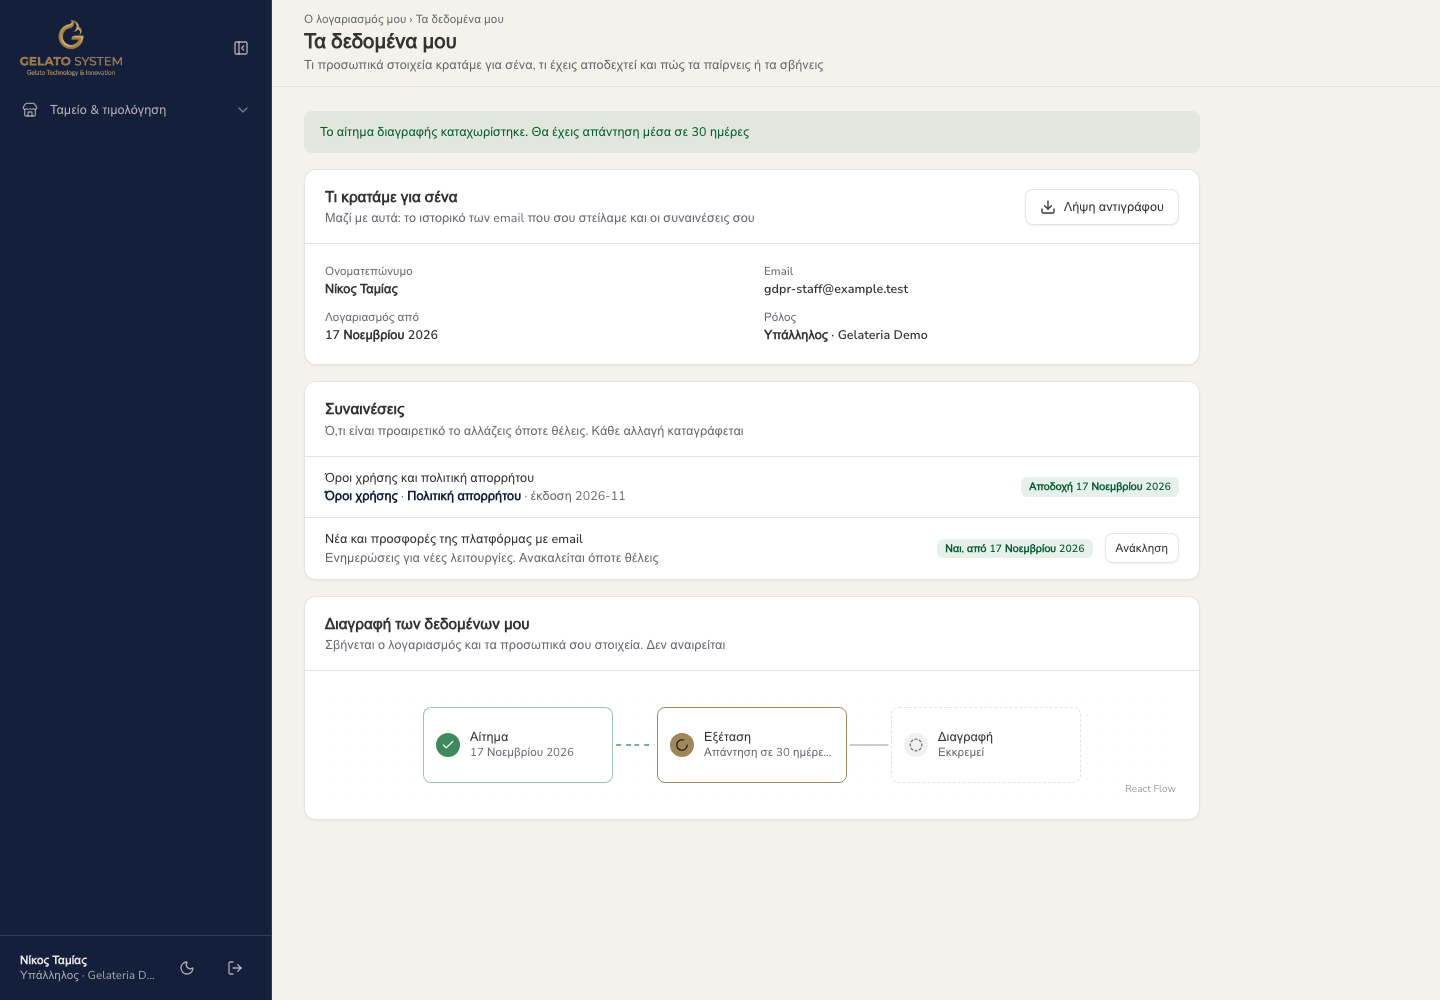 GELATO SYSTEM
Gelato Technology & Innovation
Ταμείο & τιμολόγηση
Ο λογαριασμός μου › Τα δεδομένα μου
Τα δεδομένα μου
Τι προσωπικά στοιχεία κρατάμε για σένα, τι έχεις αποδεχτεί και πώς τα παίρνεις ή τα σβήνεις
Το αίτημα διαγραφής καταχωρίστηκε. Θα έχεις απάντηση μέσα σε 30 ημέρες
Τι κρατάμε για σένα
Μαζί με αυτά: το ιστορικό των email που σου στείλαμε και οι συναινέσεις σου
Λήψη αντιγράφου
Ονοματεπώνυμο
Νίκος Ταμίας
Email
gdpr-staff@example.test
Λογαριασμός από
17 Νοεμβρίου 2026
Ρόλος
Υπάλληλος · Gelateria Demo
Συναινέσεις
Ό,τι είναι προαιρετικό το αλλάζεις όποτε θέλεις. Κάθε αλλαγή καταγράφεται
Όροι χρήσης και πολιτική απορρήτου
Όροι χρήσης · Πολιτική απορρήτου · έκδοση 2026-11
Αποδοχή 17 Νοεμβρίου 2026
Νέα και προσφορές της πλατφόρμας με email
Ενημερώσεις για νέες λειτουργίες. Ανακαλείται όποτε θέλεις
Ναι, από 17 Νοεμβρίου 2026
Ανάκληση
Διαγραφή των δεδομένων μου
Σβήνεται ο λογαριασμός και τα προσωπικά σου στοιχεία. Δεν αναιρείται
Αίτημα
17 Νοεμβρίου 2026
Εξέταση
Απάντηση σε 30 ημέρε...
Διαγραφή
Εκκρεμεί
React Flow
Νίκος Ταμίας
Υπάλληλος · Gelateria D...